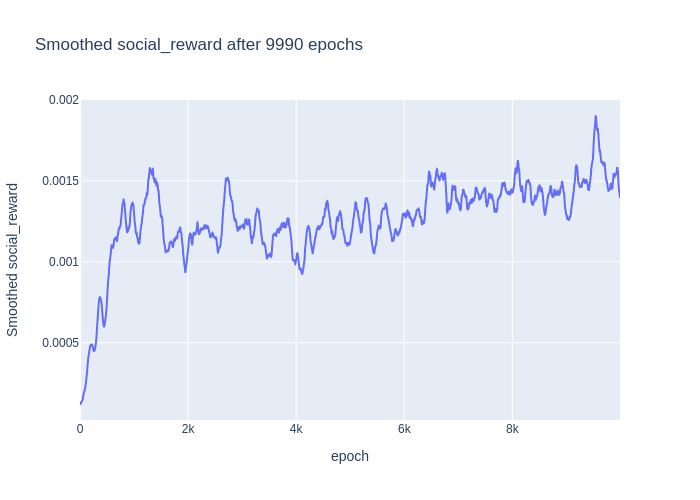 Smoothed social_reward after 9990 epochs
Smoothed social_reward
0.002
0.0015
0.001
0.0005
0
2k
4k
6k
8k
epoch